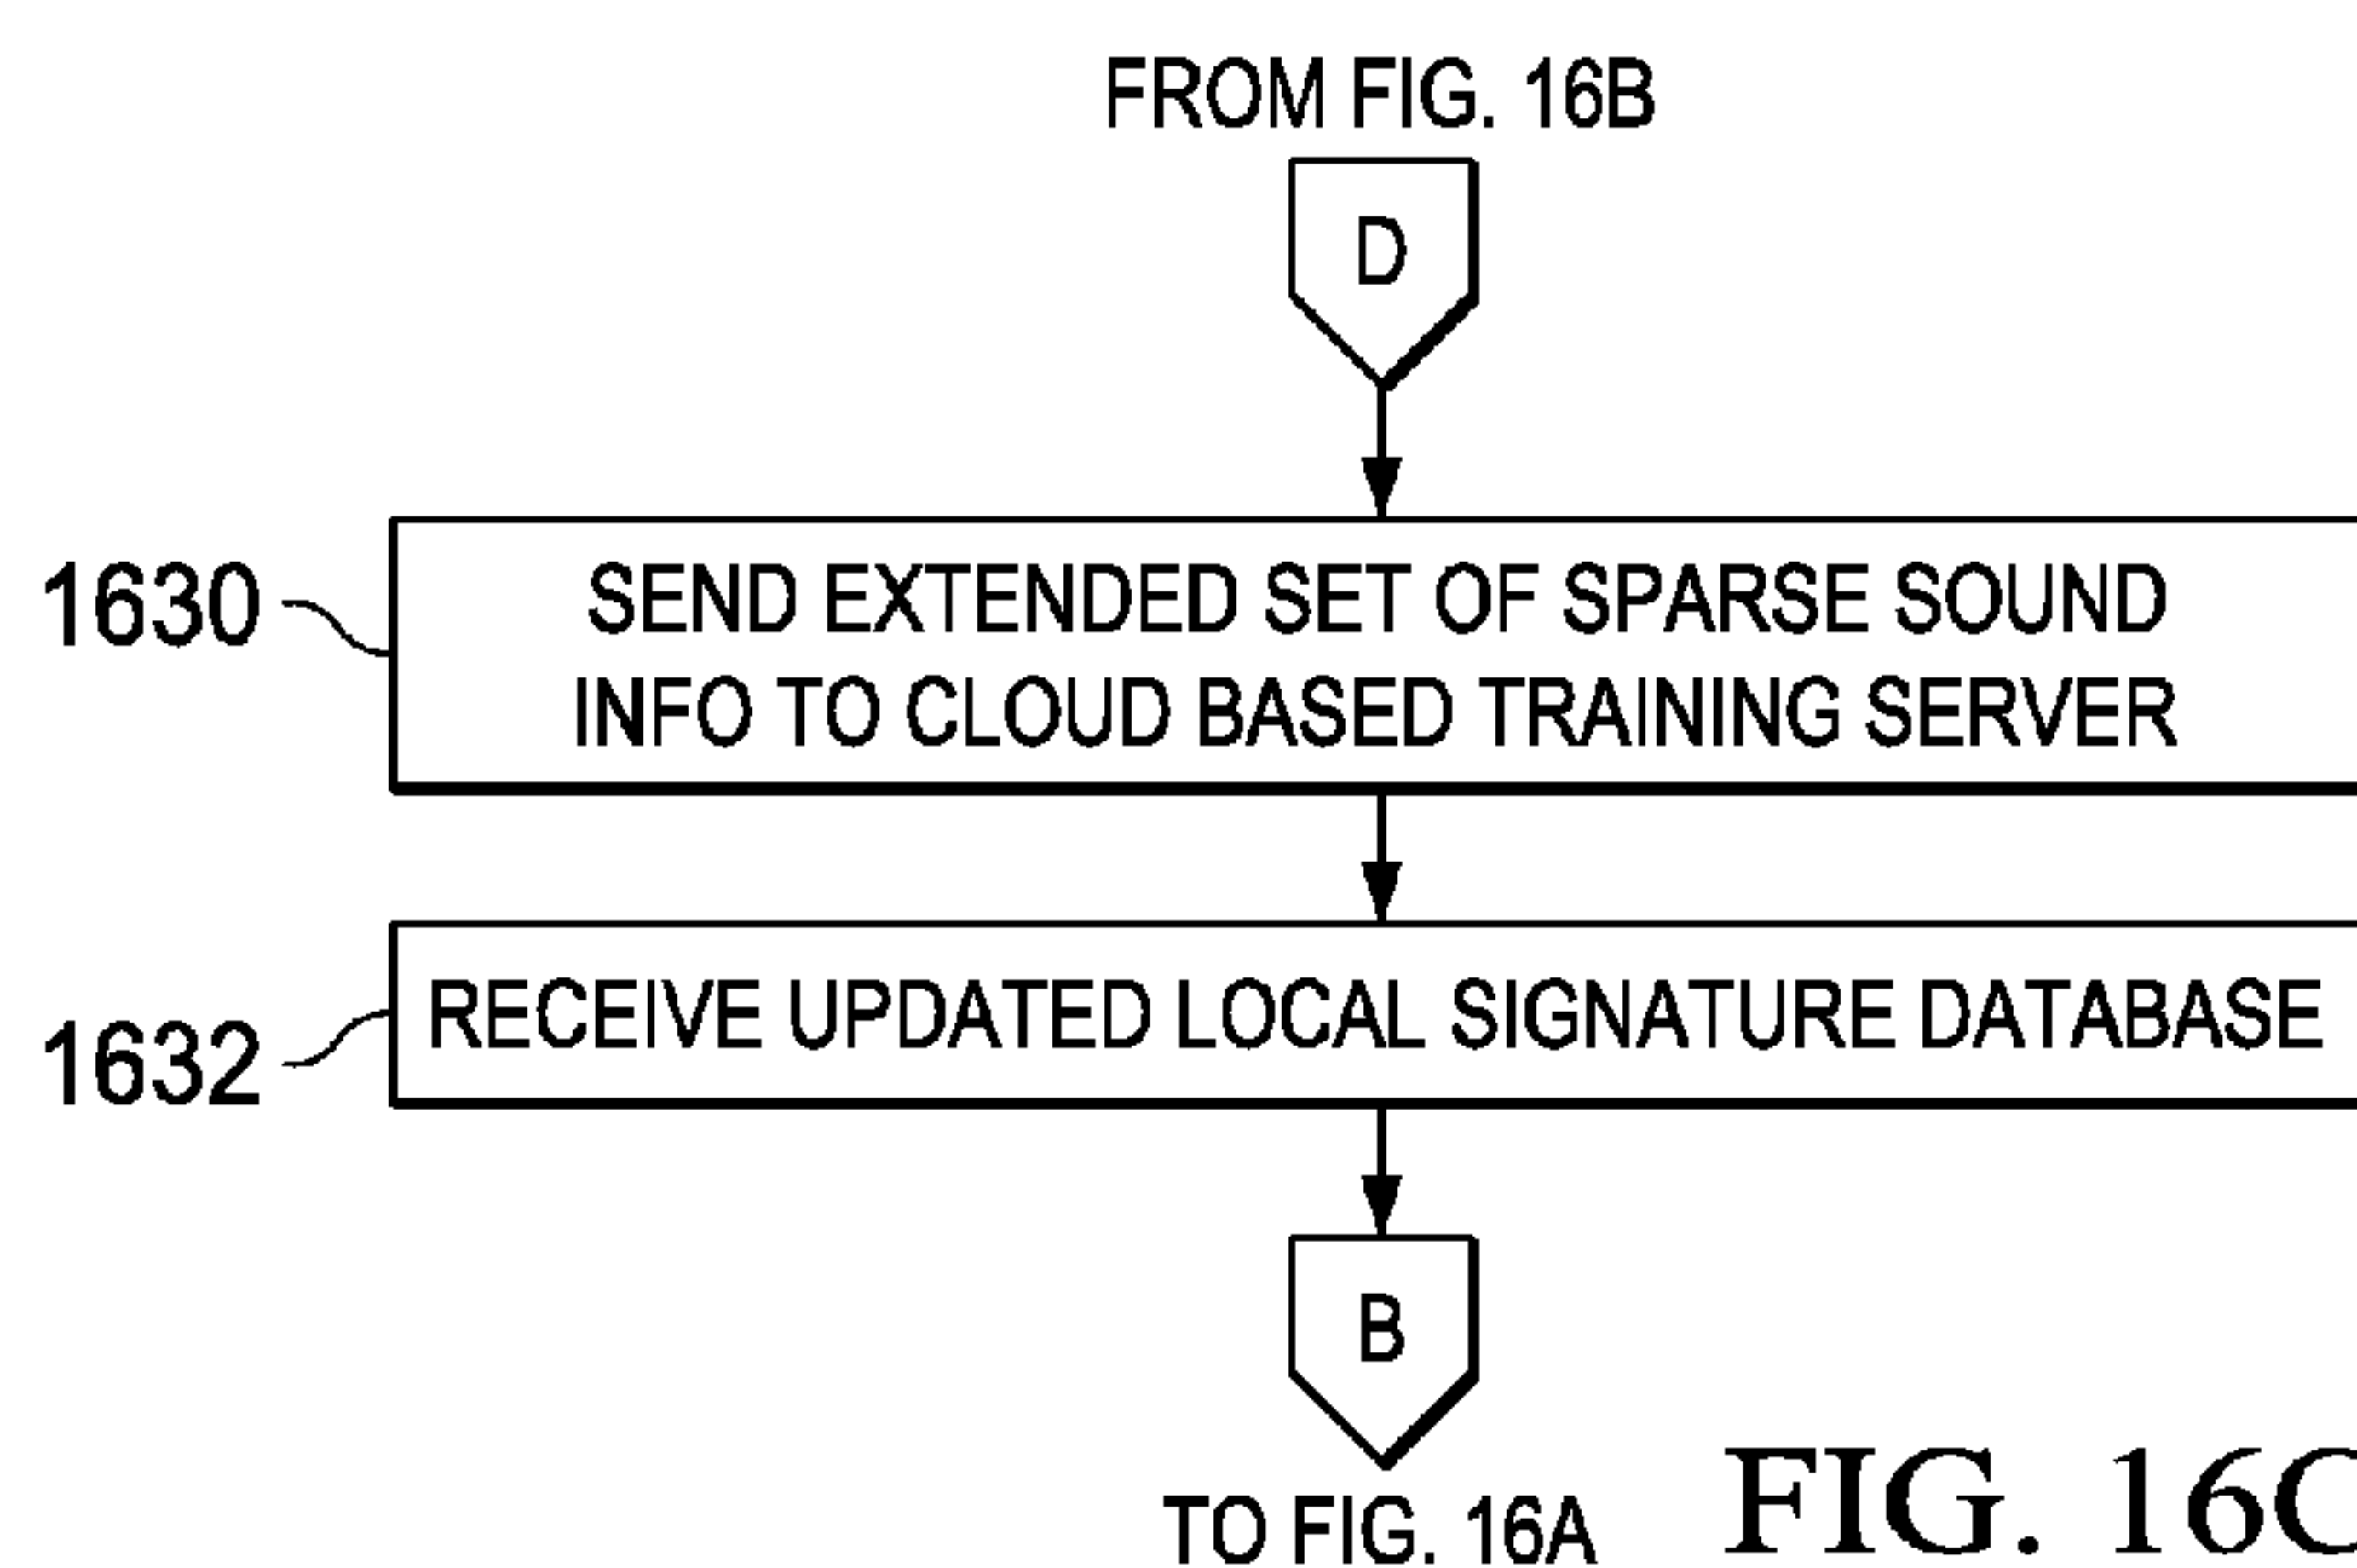 FROM FIG. 16B
D
1630
SEND EXTENDED SET OF SPARSE SOUND
INFO TO CLOUD BASED TRAINING SERVER
RECEIVE UPDATED LOCAL SIGNATURE DATABASE
1632
B
TO FIG. 16A
FIG. 16C